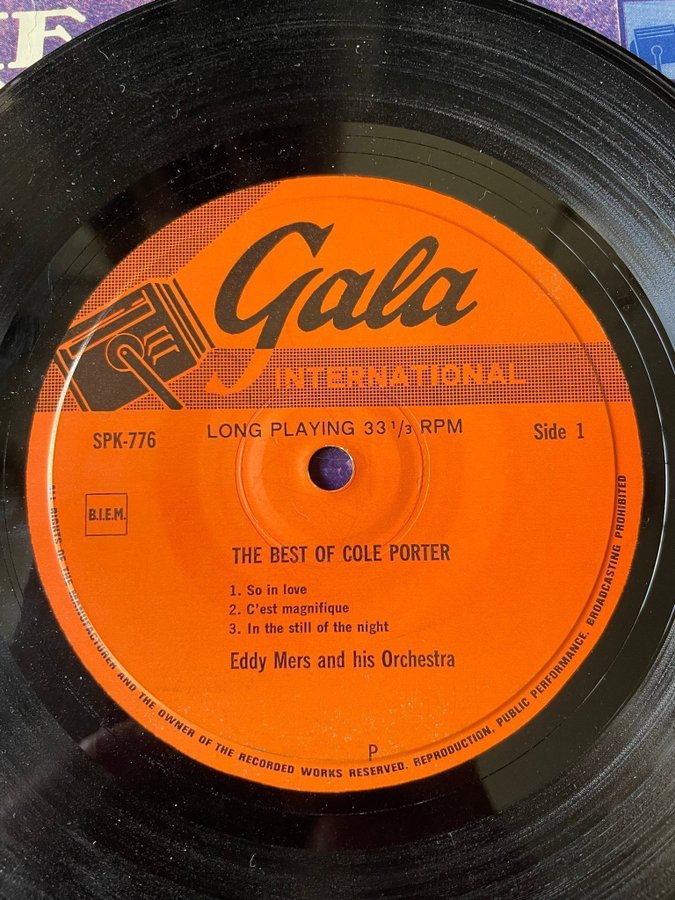 Gala
INTERNATIONAL
SPK-776
LONG PLAYING 33 1/3 RPM
Side 1
B.I.E.M.
THE BEST OF COLE PORTER
1. So in love
2. C'est magnifique
3. In the still of the night
Eddy Mers and his Orchestra
P
ALL RIGHTS OF THE MANUFACTURER AND THE OWNER OF THE RECORDED WORKS RESERVED. REPRODUCTION, PUBLIC PERFORMANCE, BROADCASTING PROHIBITED